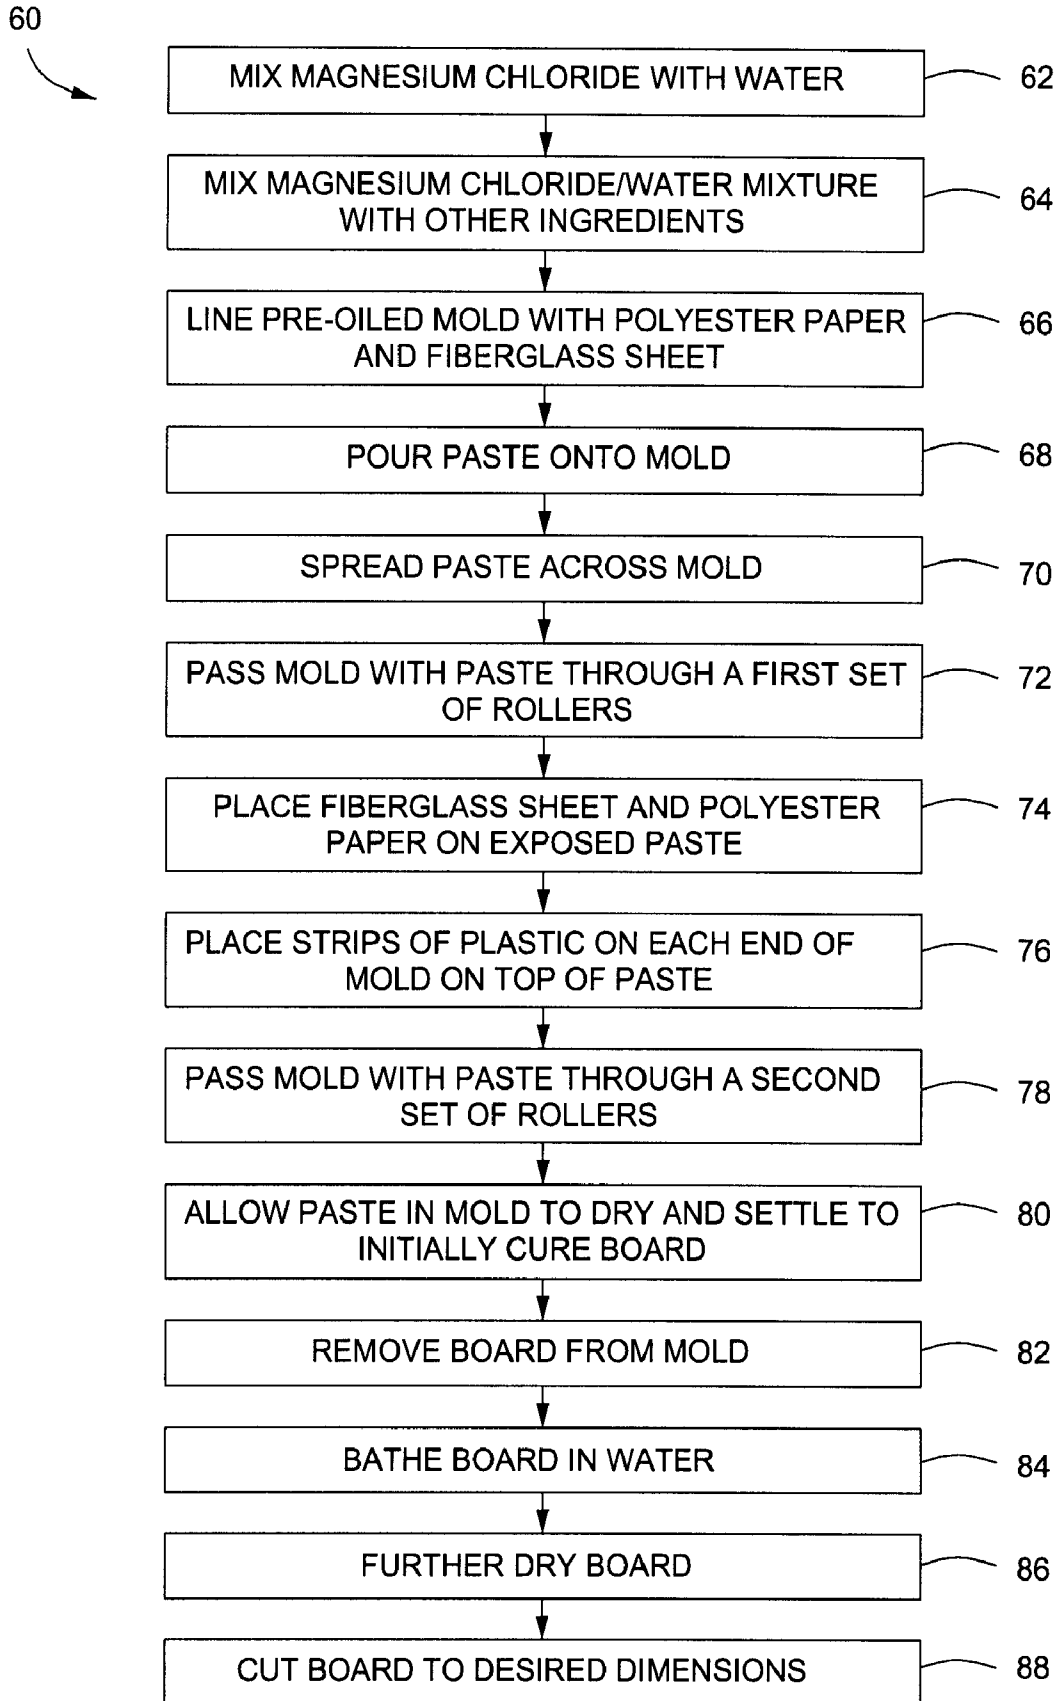 60
MIX MAGNESIUM CHLORIDE WITH WATER
62
MIX MAGNESIUM CHLORIDE/WATER MIXTURE
WITH OTHER INGREDIENTS
64
LINE PRE-OILED MOLD WITH POLYESTER PAPER
AND FIBERGLASS SHEET
66
POUR PASTE ONTO MOLD
68
SPREAD PASTE ACROSS MOLD
70
PASS MOLD WITH PASTE THROUGH A FIRST SET
OF ROLLERS
72
PLACE FIBERGLASS SHEET AND POLYESTER
PAPER ON EXPOSED PASTE
74
PLACE STRIPS OF PLASTIC ON EACH END OF
MOLD ON TOP OF PASTE
76
PASS MOLD WITH PASTE THROUGH A SECOND
SET OF ROLLERS
78
ALLOW PASTE IN MOLD TO DRY AND SETTLE TO
INITIALLY CURE BOARD
80
REMOVE BOARD FROM MOLD
82
BATHE BOARD IN WATER
84
FURTHER DRY BOARD
86
CUT BOARD TO DESIRED DIMENSIONS
88